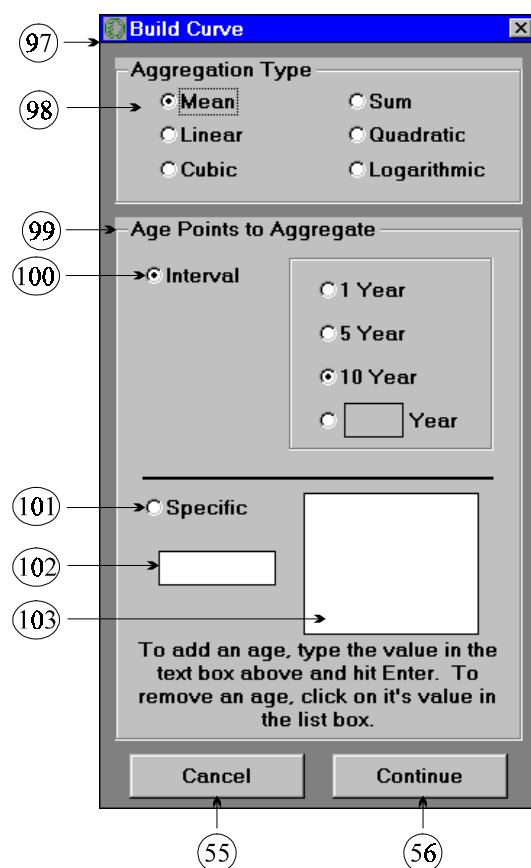 97
Build Curve
Aggregation Type
98
Mean
Sum
Linear
Quadratic
Cubic
Logarithmic
99
Age Points to Aggregate
100
Interval
1 Year
5 Year
10 Year
Year
101
Specific
102
103
To add an age, type the value in the
text box above and hit Enter. To
remove an age, click on it's value in
the list box.
Cancel
Continue
55
56